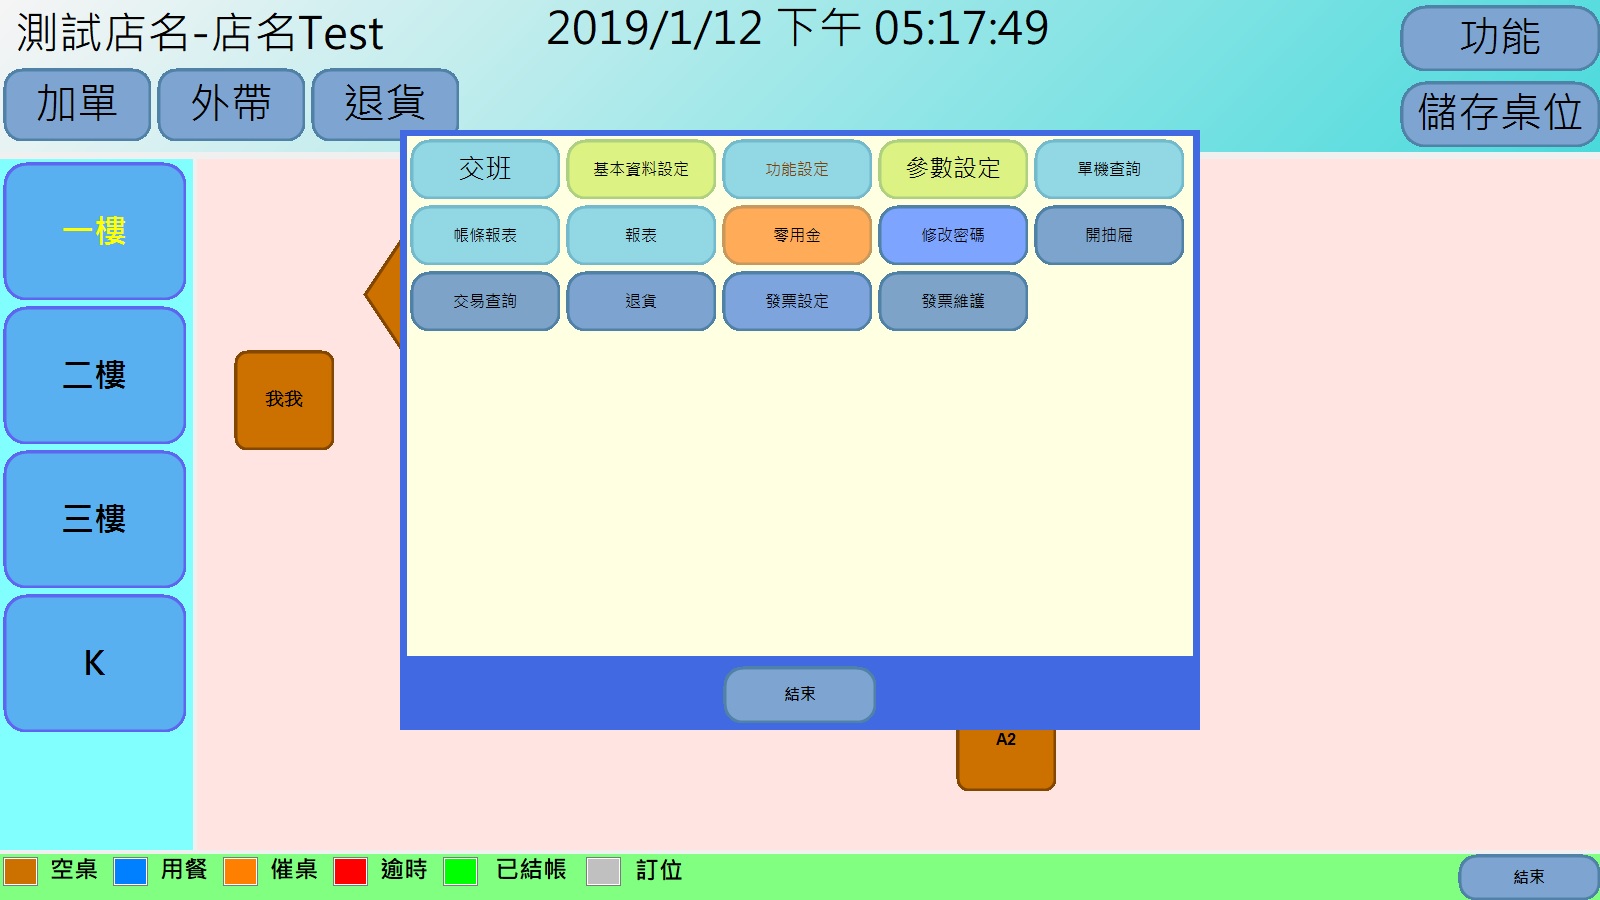 測試店名-店名Test
2019/1/12 下午 05:17:49
功能
加單
外帶
退貨
儲存桌位
一樓
二樓
三樓
K
我我
交班
基本資料設定
功能設定
參數設定
單機查詢
帳條報表
報表
零用金
修改密碼
開抽屜
交易查詢
退貨
發票設定
發票維護
結束
A2
空桌
用餐
催桌
逾時
已結帳
訂位
結束